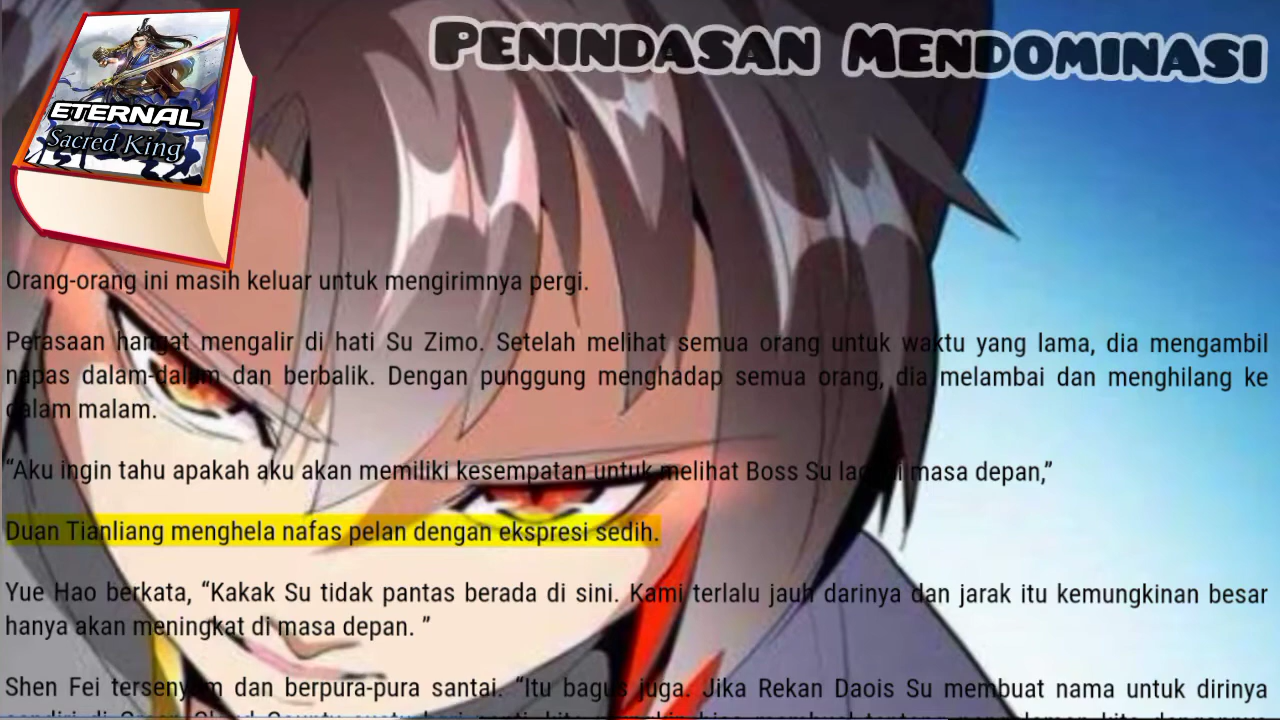 PENINDASAN MENDOMINASI
ETERNAL
Sacred King
Orang-orang ini masih keluar untuk mengirimnya pergi.
Perasaan hangat mengalir di hati Su Zimo. Setelah melihat semua orang untuk waktu yang lama, dia mengambil
napas dalam-dalam dan berbalik. Dengan punggung menghadap semua orang, dia melambai dan menghilang ke
dalam malam.
“Aku ingin tahu apakah aku akan memiliki kesempatan untuk melihat Boss Su lagi di masa depan,”
Duan Tianliang menghela nafas pelan dengan ekspresi sedih.
Yue Hao berkata, “Kakak Su tidak pantas berada di sini. Kami terlalu jauh darinya dan jarak itu kemungkinan besar
hanya akan meningkat di masa depan. ”
Shen Fei tersenyum dan berpura-pura santai. “Itu bagus juga. Jika Rekan Daois Su membuat nama untuk dirinya